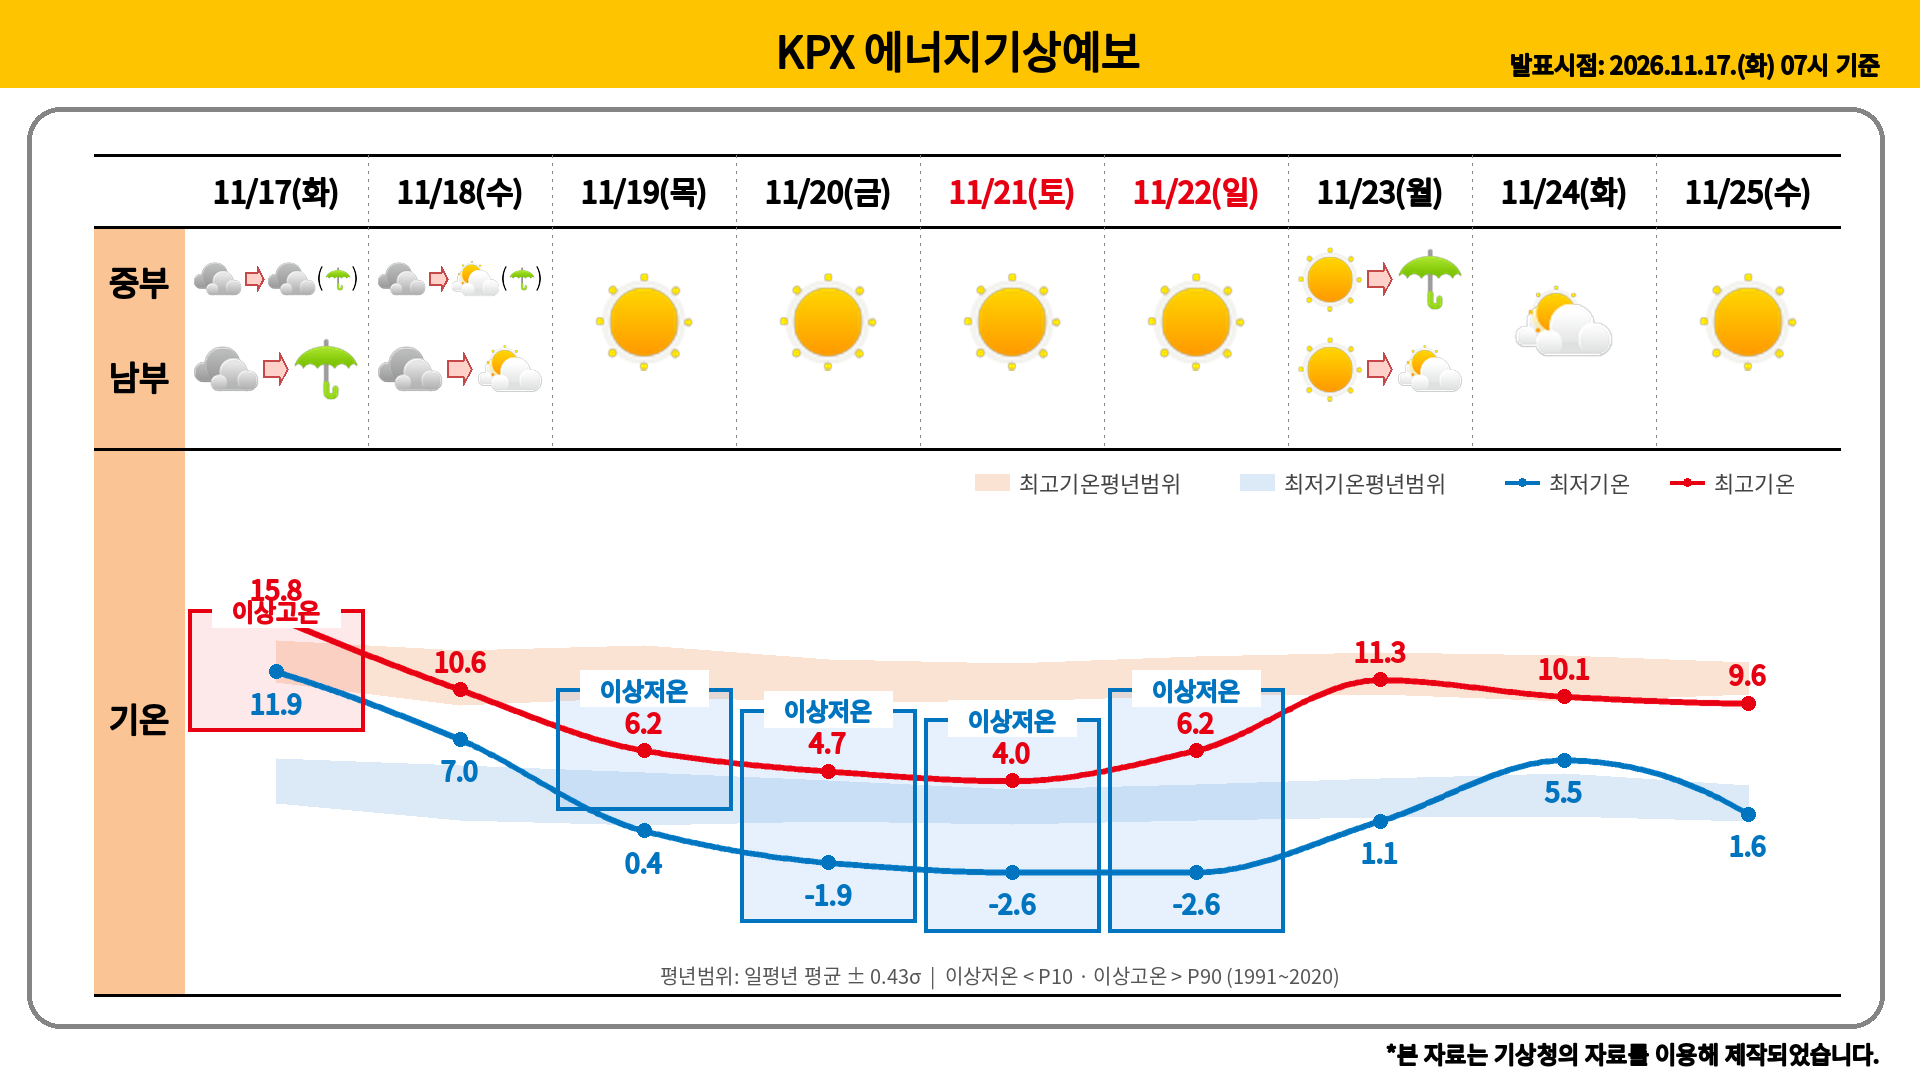 KPX 에너지기상예보
발표시점: 2026.11.17.(화) 07시 기준
11/17(화) 11/18(수) 11/19(목) 11/20(금) 11/21(토) 11/22(일) 11/23(월) 11/24(화) 11/25(수)
중부
( ) ( )
남부
최고기온평년범위 최저기온평년범위 최저기온 최고기온
기온
15.8
이상고온
11.9
10.6
7.0
이상저온
6.2
0.4
이상저온
4.7
-1.9
이상저온
4.0
-2.6
이상저온
6.2
-2.6
11.3
1.1
10.1
5.5
9.6
1.6
평년범위: 일평년 평균 ± 0.43σ | 이상저온 < P10 · 이상고온 > P90 (1991~2020)
*본 자료는 기상청의 자료를 이용해 제작되었습니다.